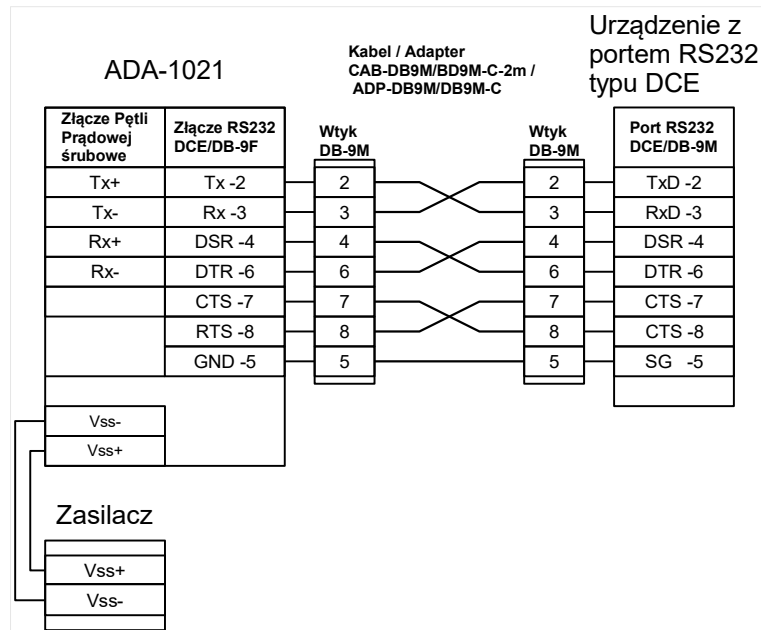 ADA-1021
Kabel / Adapter
CAB-DB9M/BD9M-C-2m /
ADP-DB9M/DB9M-C
Urządzenie z
portem RS232
typu DCE
Złącze Pętli
Prądowej
śrubowe
Złącze RS232
DCE/DB-9F
Wtyk
DB-9M
Wtyk
DB-9M
Port RS232
DCE/DB-9M
Tx+ Tx -2 2 2 TxD -2
Tx- Rx -3 3 3 RxD -3
Rx+ DSR -4 4 4 DSR -4
Rx- DTR -6 6 6 DTR -6
CTS -7 7 7 CTS -7
RTS -8 8 8 CTS -8
GND -5 5 5 SG -5
Vss-
Vss+
Zasilacz
Vss+
Vss-